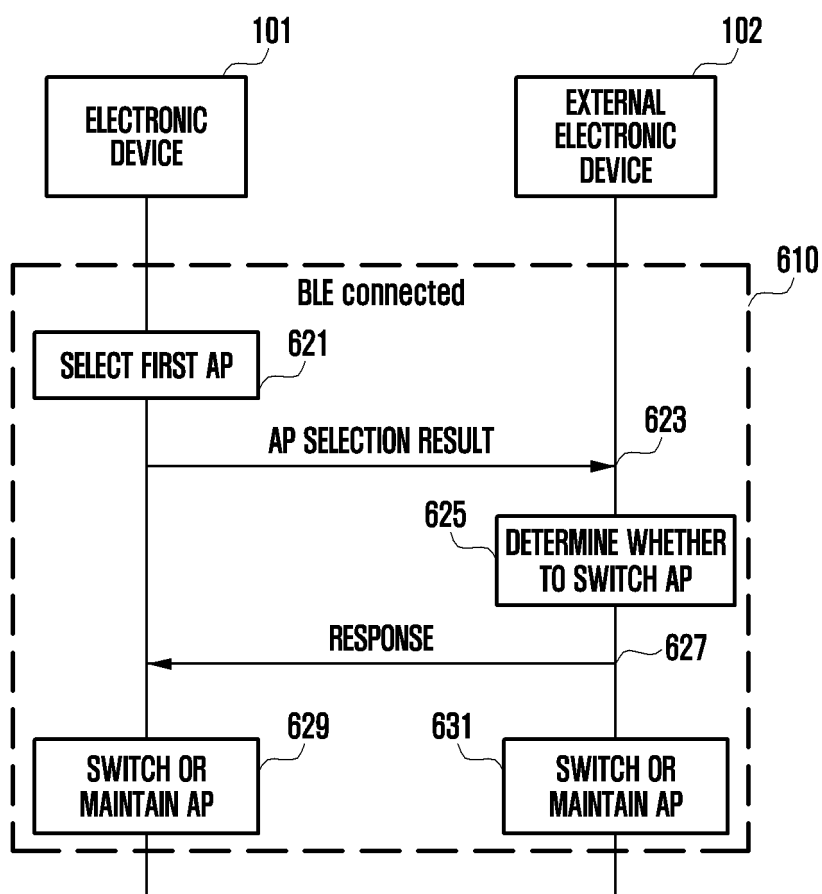 101
102
ELECTRONIC
DEVICE
EXTERNAL
ELECTRONIC
DEVICE
610
BLE connected
SELECT FIRST AP
621
AP SELECTION RESULT
623
625
DETERMINE WHETHER
TO SWITCH AP
RESPONSE
627
629
631
SWITCH OR
MAINTAIN AP
SWITCH OR
MAINTAIN AP